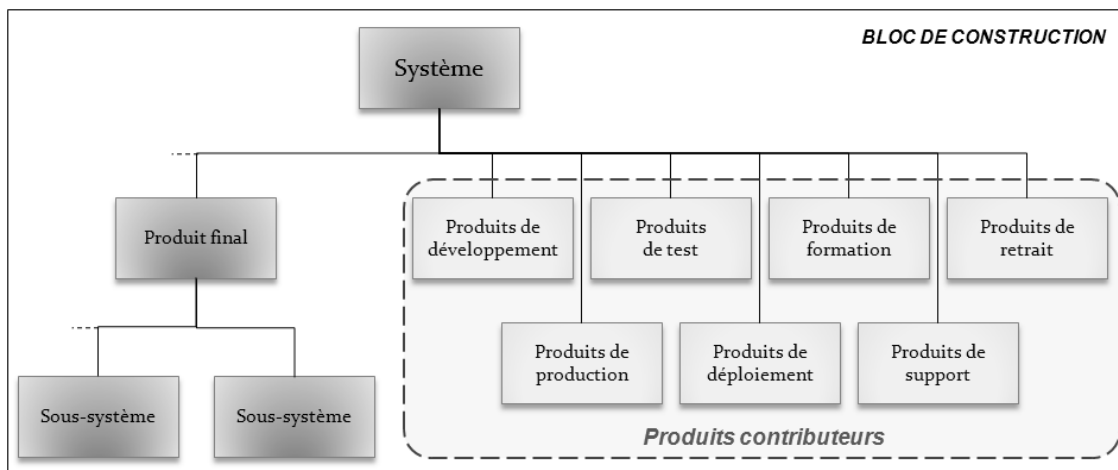 BLOC DE CONSTRUCTION
Système
Produit final
Produits de
développement
Produits
de test
Produits de
formation
Produits de
retrait
Produits de
production
Produits de
déploiement
Produits de
support
Sous-système
Sous-système
Produits contributeurs